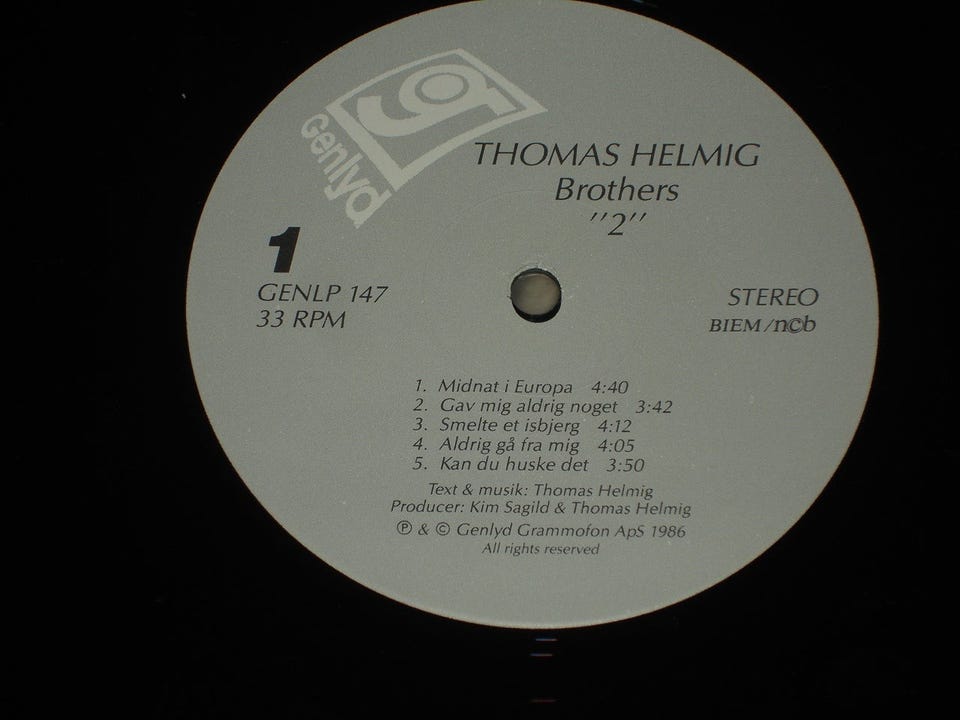 Genlyd
THOMAS HELMIG
Brothers
"2"
1
GENLP 147
33 RPM
STEREO
BIEM/n©b
1. Midnat i Europa 4:40
2. Gav mig aldrig noget 3:42
3. Smelte et isbjerg 4:12
4. Aldrig gå fra mig 4:05
5. Kan du huske det 3:50
Text & musik: Thomas Helmig
Producer: Kim Sagild & Thomas Helmig
℗ & © Genlyd Grammofon ApS 1986
All rights reserved